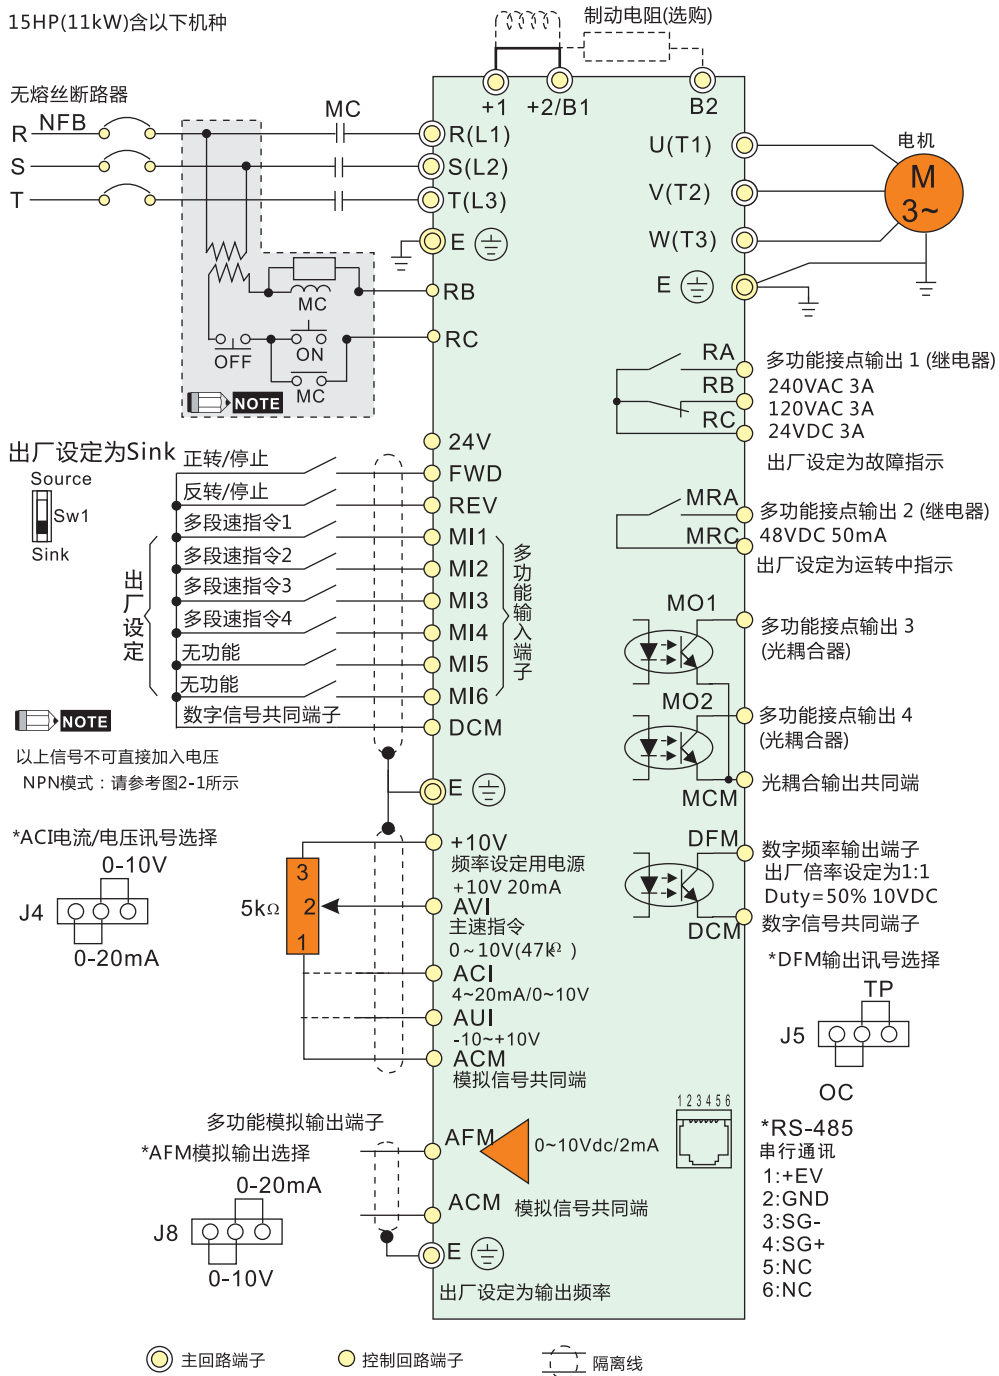 15HP(11kW)含以下机种
制动电阻(选购)
+1
+2/B1
B2
无熔丝断路器
NFB
MC
R
S
T
R(L1)
S(L2)
T(L3)
E
U(T1)
V(T2)
W(T3)
E
电机
M
3~
MC
RB
RC
OFF
ON
MC
NOTE
RA
RB
RC
多功能接点输出 1 (继电器)
240VAC 3A
120VAC 3A
24VDC 3A
出厂设定为故障指示
MRA
MRC
多功能接点输出 2 (继电器)
48VDC 50mA
出厂设定为运转中指示
出厂设定为Sink
Source
Sw1
Sink
24V
正转/停止
FWD
反转/停止
REV
多段速指令1
MI1
多段速指令2
MI2
多段速指令3
MI3
多段速指令4
MI4
无功能
MI5
无功能
MI6
数字信号共同端子
DCM
出厂设定
多功能输入端子
MO1
多功能接点输出 3
(光耦合器)
MO2
多功能接点输出 4
(光耦合器)
MCM
光耦合输出共同端
NOTE
以上信号不可直接加入电压
NPN模式：请参考图2-1所示
E
*ACI电流/电压讯号选择
0-10V
J4
0-20mA
3
2
1
5kΩ
+10V
频率设定用电源
+10V 20mA
AVI
主速指令
0~10V(47kΩ )
ACI
4~20mA/0~10V
AUI
-10~+10V
ACM
模拟信号共同端
DFM
DCM
数字频率输出端子
出厂倍率设定为1:1
Duty=50% 10VDC
数字信号共同端子
*DFM输出讯号选择
TP
J5
OC
多功能模拟输出端子
*AFM模拟输出选择
0-20mA
J8
0-10V
AFM
0~10Vdc/2mA
ACM
模拟信号共同端
E
出厂设定为输出频率
1 2 3 4 5 6
*RS-485
串行通讯
1:+EV
2:GND
3:SG-
4:SG+
5:NC
6:NC
主回路端子
控制回路端子
隔离线